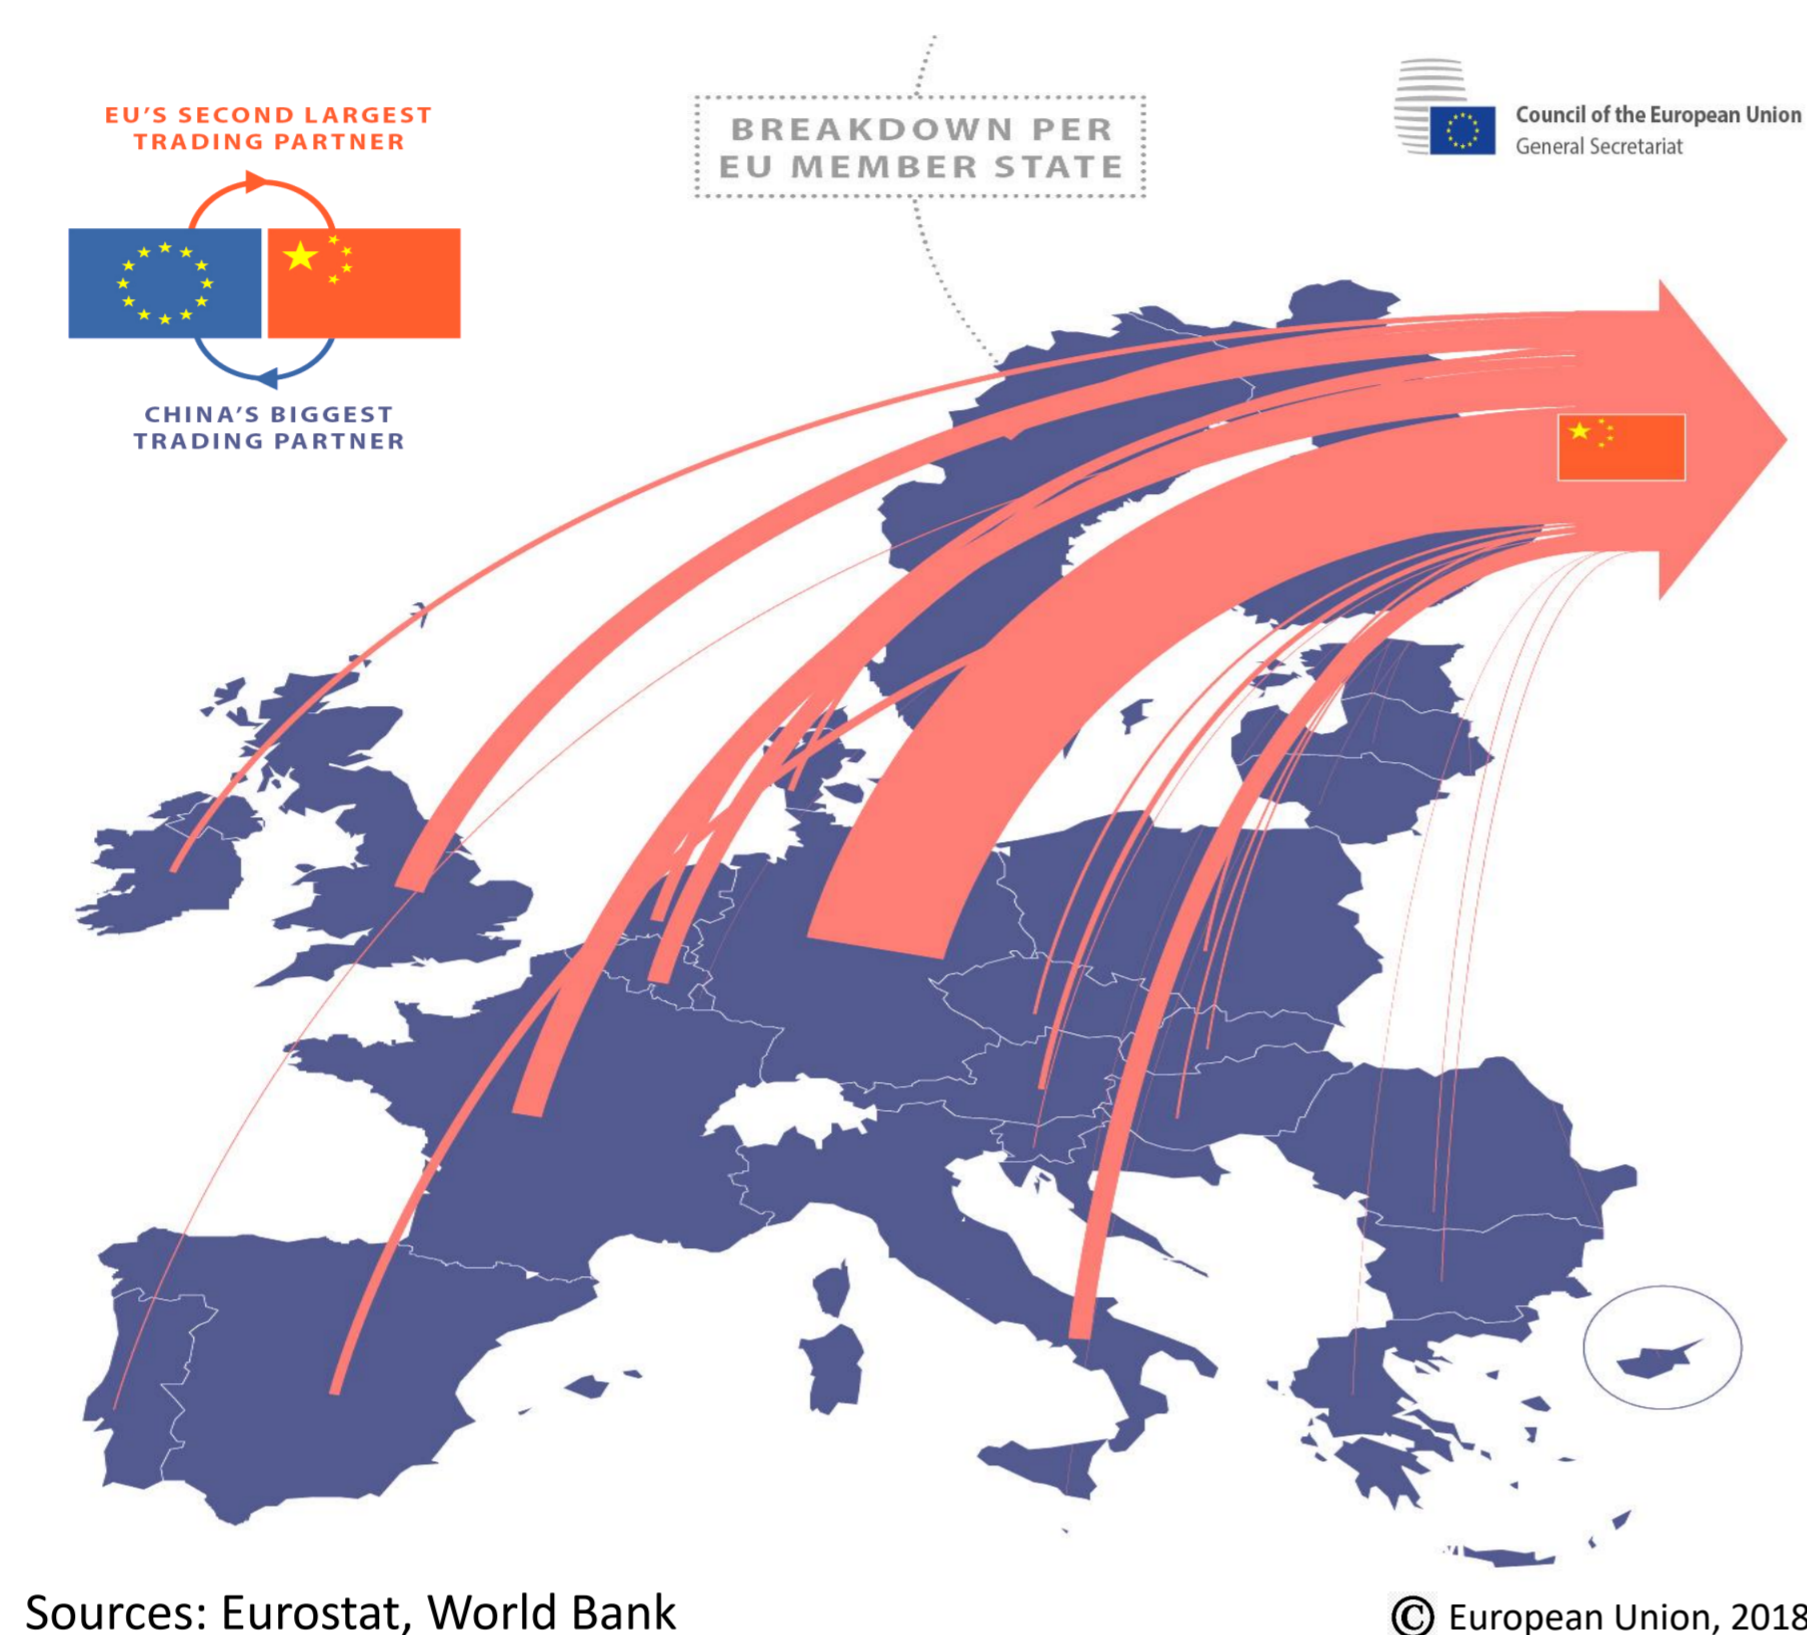 EU'S SECOND LARGEST
TRADING PARTNER
CHINA'S BIGGEST
TRADING PARTNER
BREAKDOWN PER
EU MEMBER STATE
Council of the European Union
General Secretariat
Sources: Eurostat, World Bank
© European Union, 2018